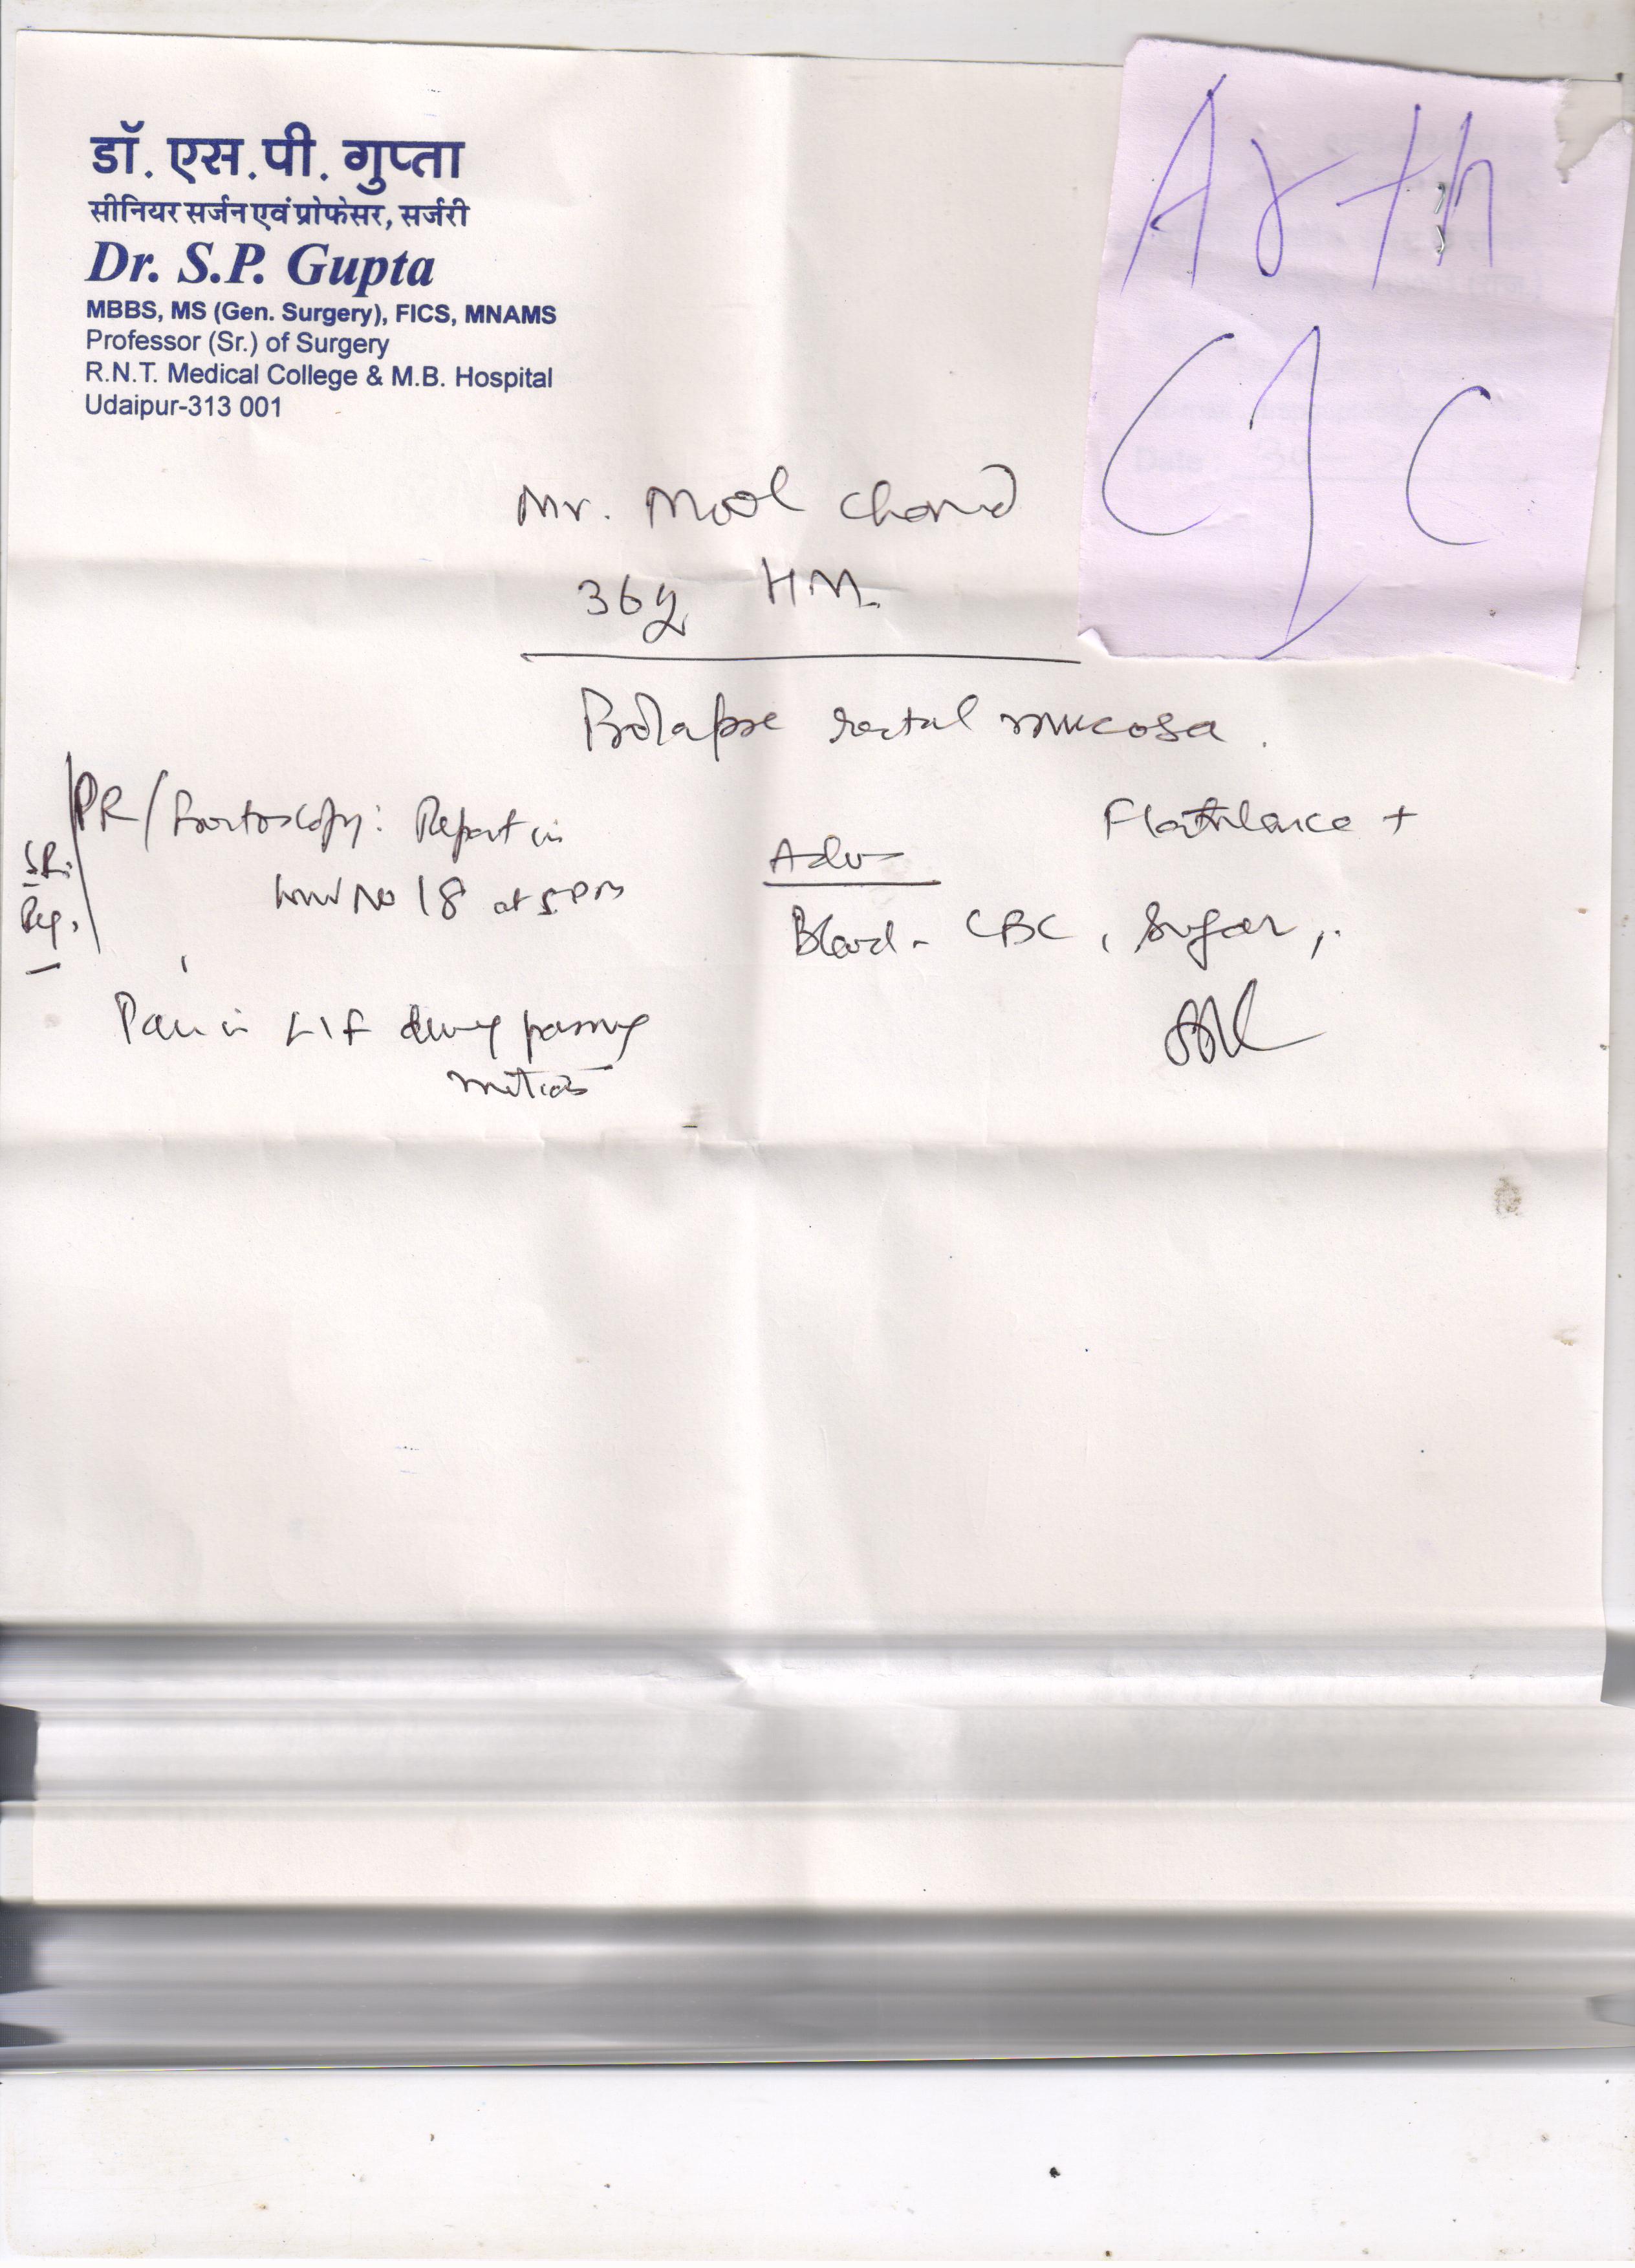 डॉ. एस.पी. गुप्ता
सीनियर सर्जन एवं प्रोफेसर, सर्जरी
Dr. S.P. Gupta
MBBS, MS (Gen. Surgery), FICS, MNAMS
Professor (Sr.) of Surgery
R.N.T. Medical College & M.B. Hospital
Udaipur-313 001
Arth
Date
Mr. Mool Chand
36y HM.
Prolapse rectal mucosa.
PR/Proctoscopy: Report in
ward No 18 at 5 PM
Flatulence +
Adv
Blood - CBC, Sugar,
Pain in LIF during passing
motions